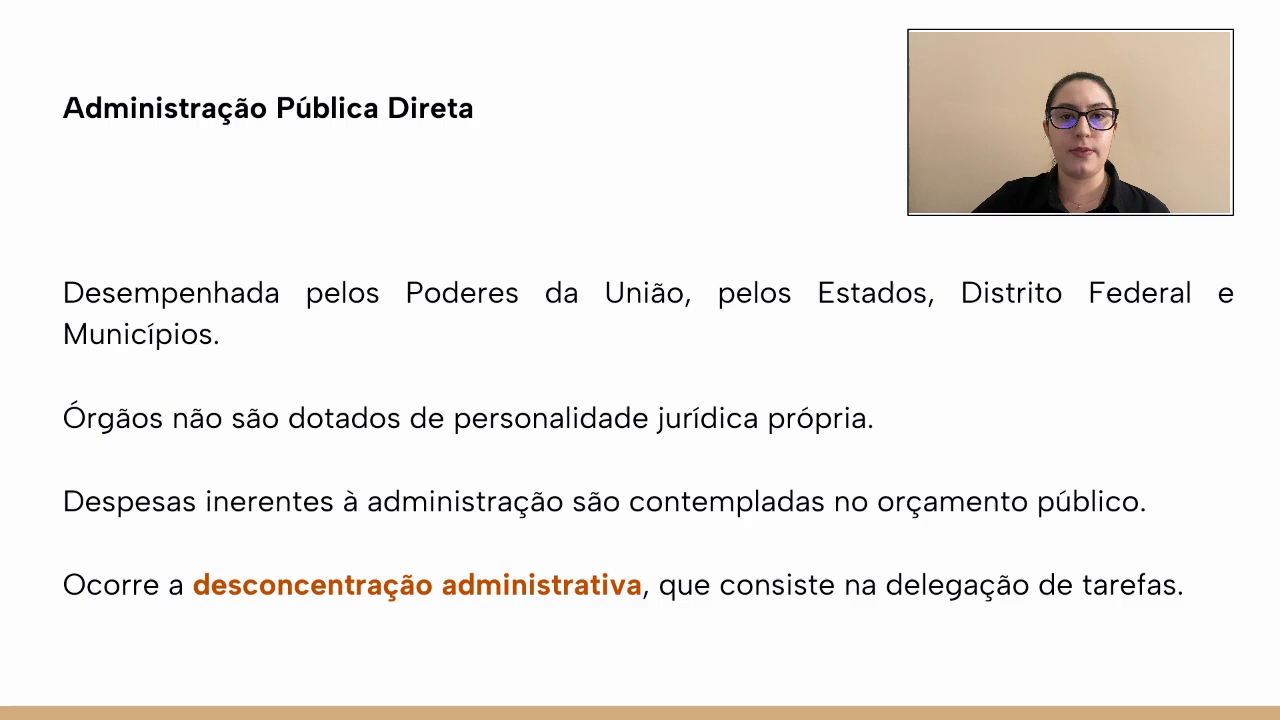 Administração Pública Direta
Desempenhada pelos Poderes da União, pelos Estados, Distrito Federal e
Municípios.
Órgãos não são dotados de personalidade jurídica própria.
Despesas inerentes à administração são contempladas no orçamento público.
Ocorre a desconcentração administrativa, que consiste na delegação de tarefas.